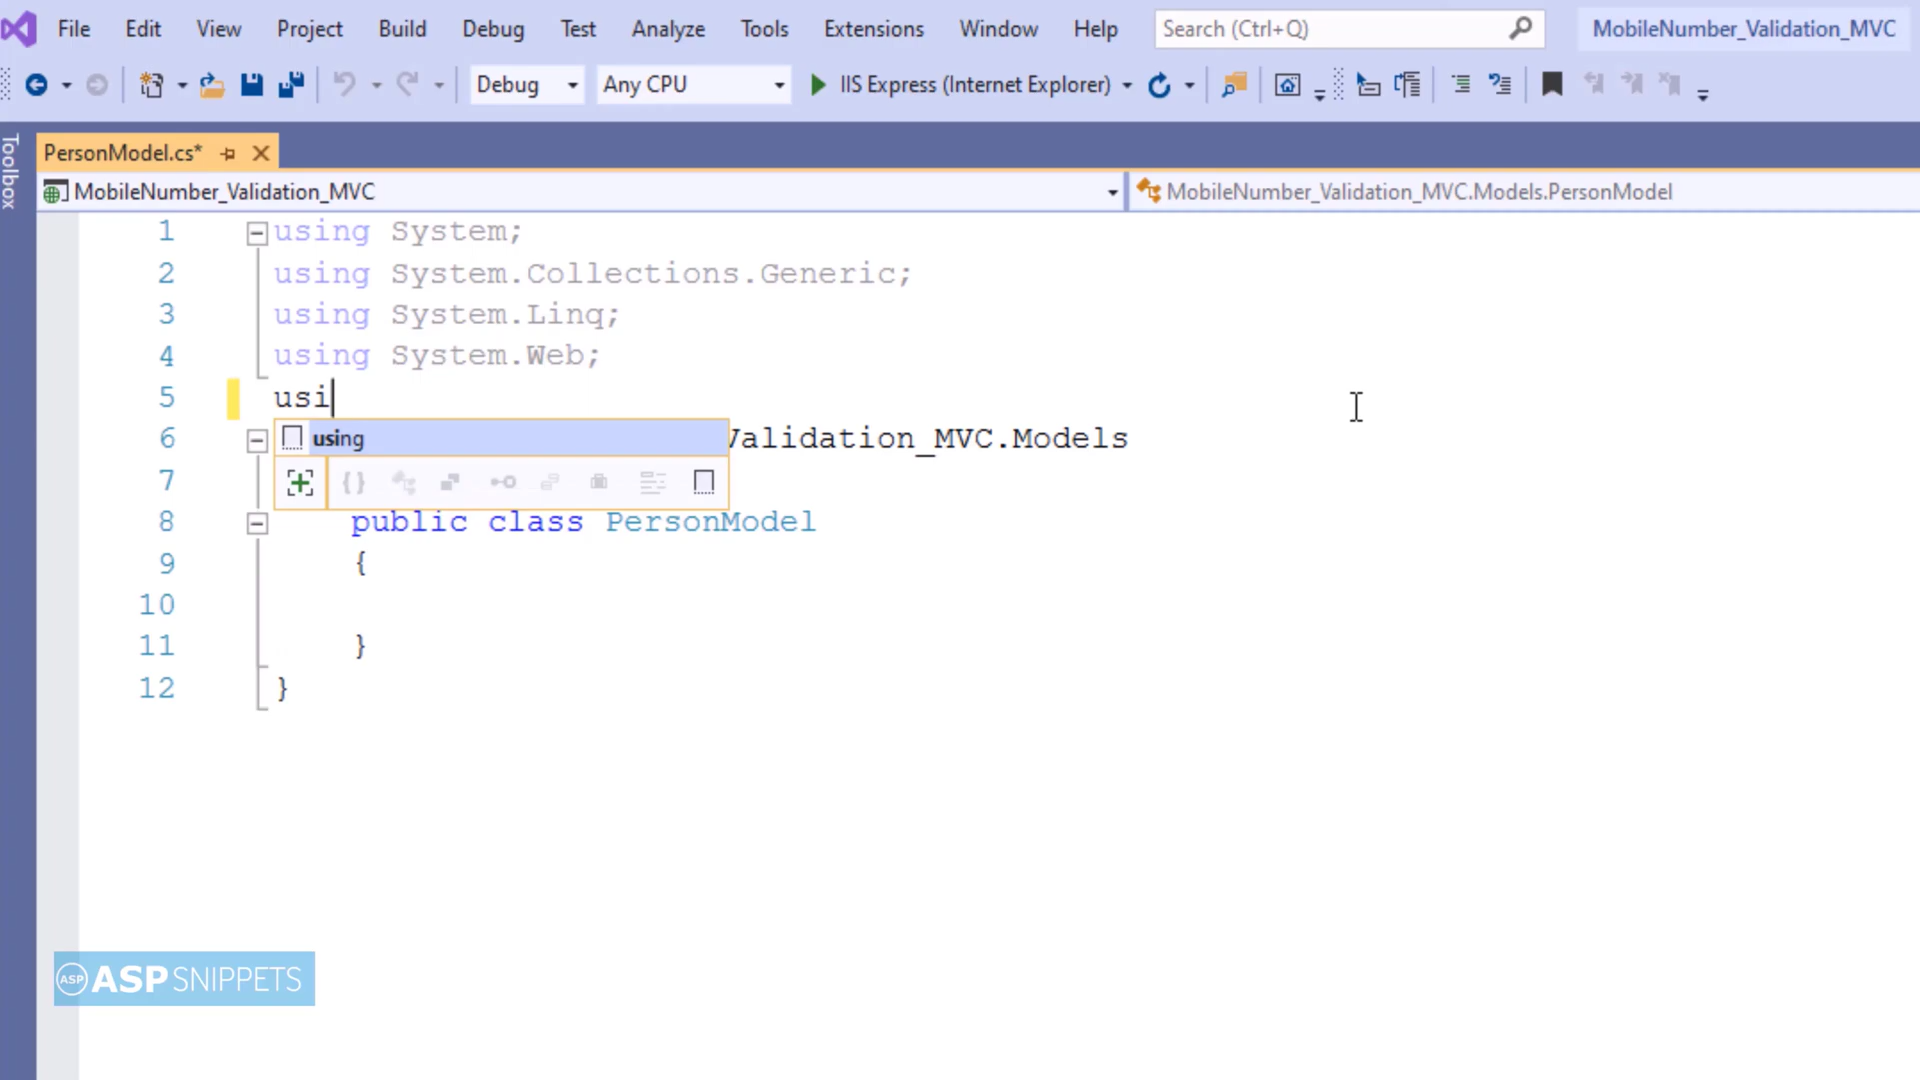 File Edit View Project Build Debug Test Analyze Tools Extensions Window Help Search (Ctrl+Q) MobileNumber_Validation_MVC
Debug Any CPU IIS Express (Internet Explorer)
Toolbox
PersonModel.cs*
MobileNumber_Validation_MVC MobileNumber_Validation_MVC.Models.PersonModel
1 using System;
2 using System.Collections.Generic;
3 using System.Linq;
4 using System.Web;
5 usi
6 using Validation_MVC.Models
7
8 public class PersonModel
9 {
10
11 }
12 }
ASP ASPSNIPPETS